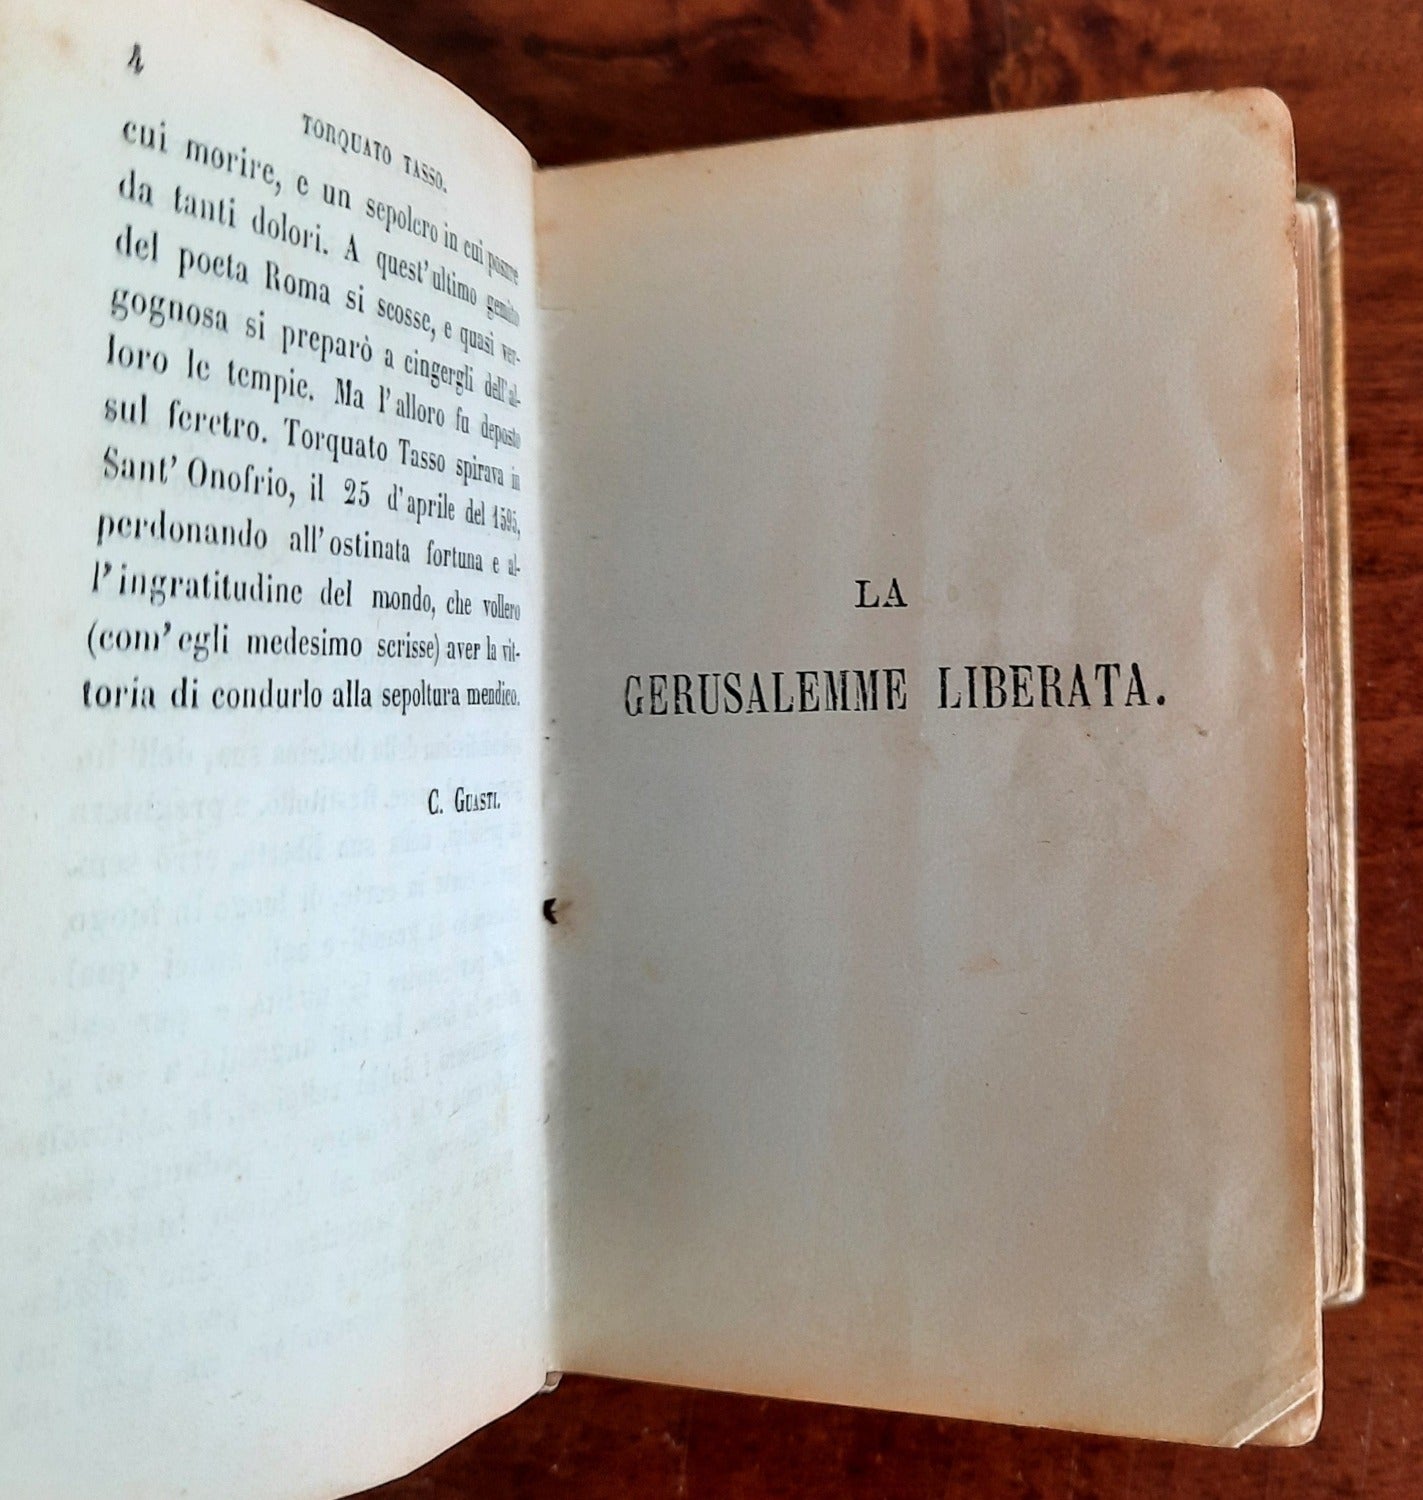 4
TORQUATO TASSO.
cui morire, e un sepolcro in cui posare
da tanti dolori. A quest'ultimo gemito
del poeta Roma si scosse, e quasi ver-
gognosa si preparò a cingergli dell'al-
loro le tempie. Ma l'alloro fu deposto
sul feretro. Torquato Tasso spirava in
Sant'Onofrio, il 25 d'aprile del 1595,
perdonando all'ostinata fortuna e al-
l'ingratitudine del mondo, che vollero
(com'egli medesimo scrisse) aver la vit-
toria di condurlo alla sepoltura mendico.
C. GUASTI.
LA
GERUSALEMME LIBERATA.